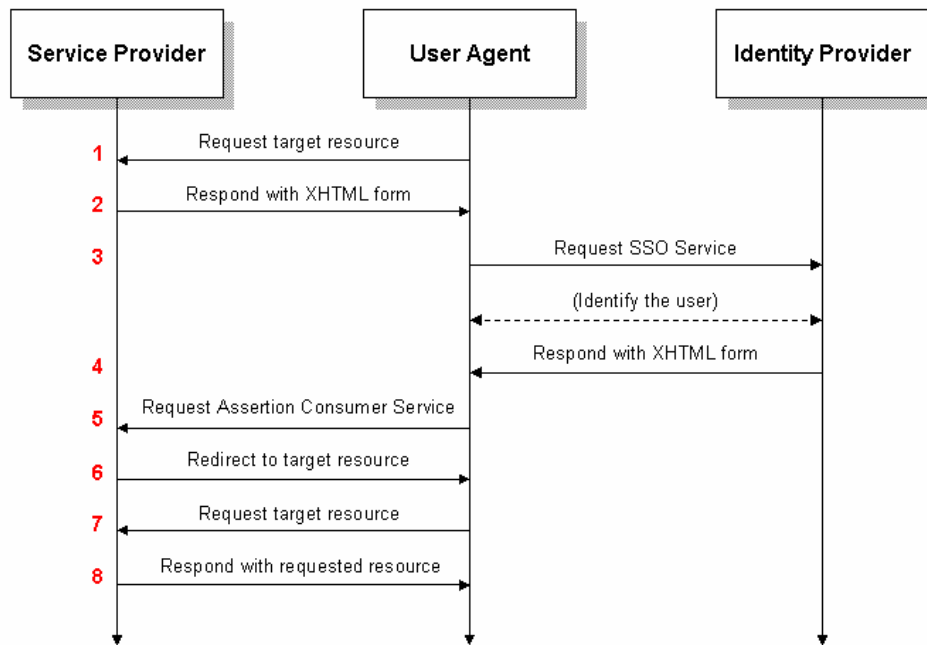 Service Provider
User Agent
Identity Provider
1
Request target resource
2
Respond with XHTML form
3
Request SSO Service
(Identify the user)
4
Respond with XHTML form
5
Request Assertion Consumer Service
6
Redirect to target resource
7
Request target resource
8
Respond with requested resource